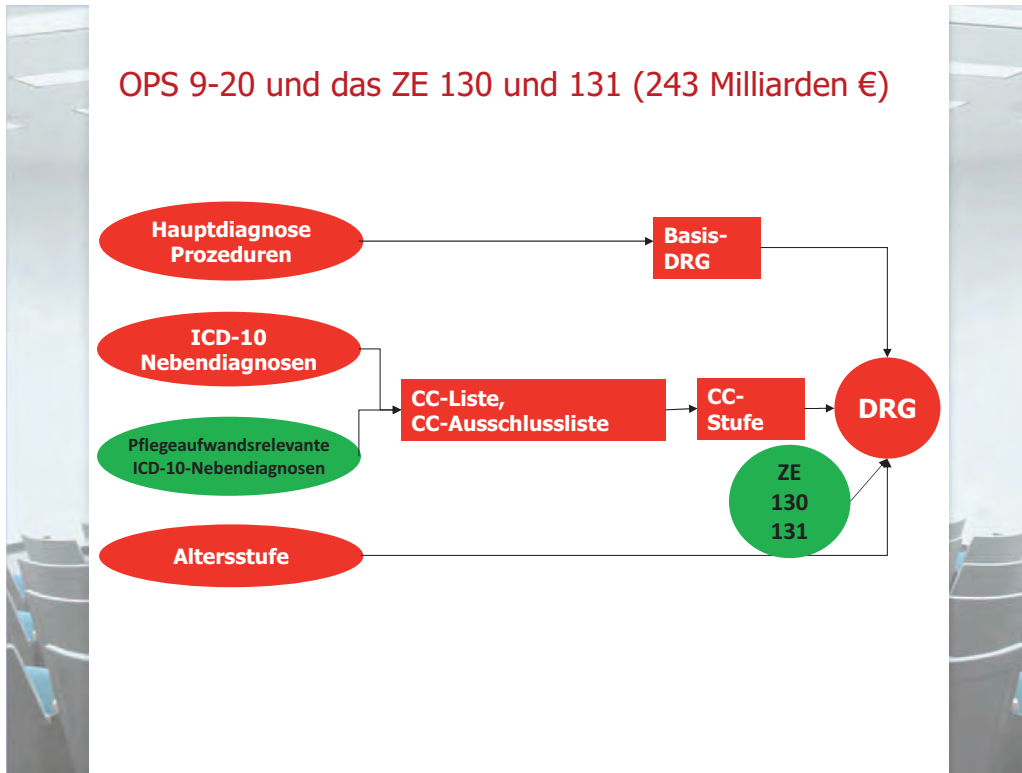 OPS 9-20 und das ZE 130 und 131 (243 Milliarden €)
Hauptdiagnose
Prozeduren
Basis-
DRG
ICD-10
Nebendiagnosen
CC-Liste,
CC-Ausschlussliste
CC-
Stufe
DRG
Pflegeaufwandsrelevante
ICD-10-Nebendiagnosen
ZE
130
131
Altersstufe